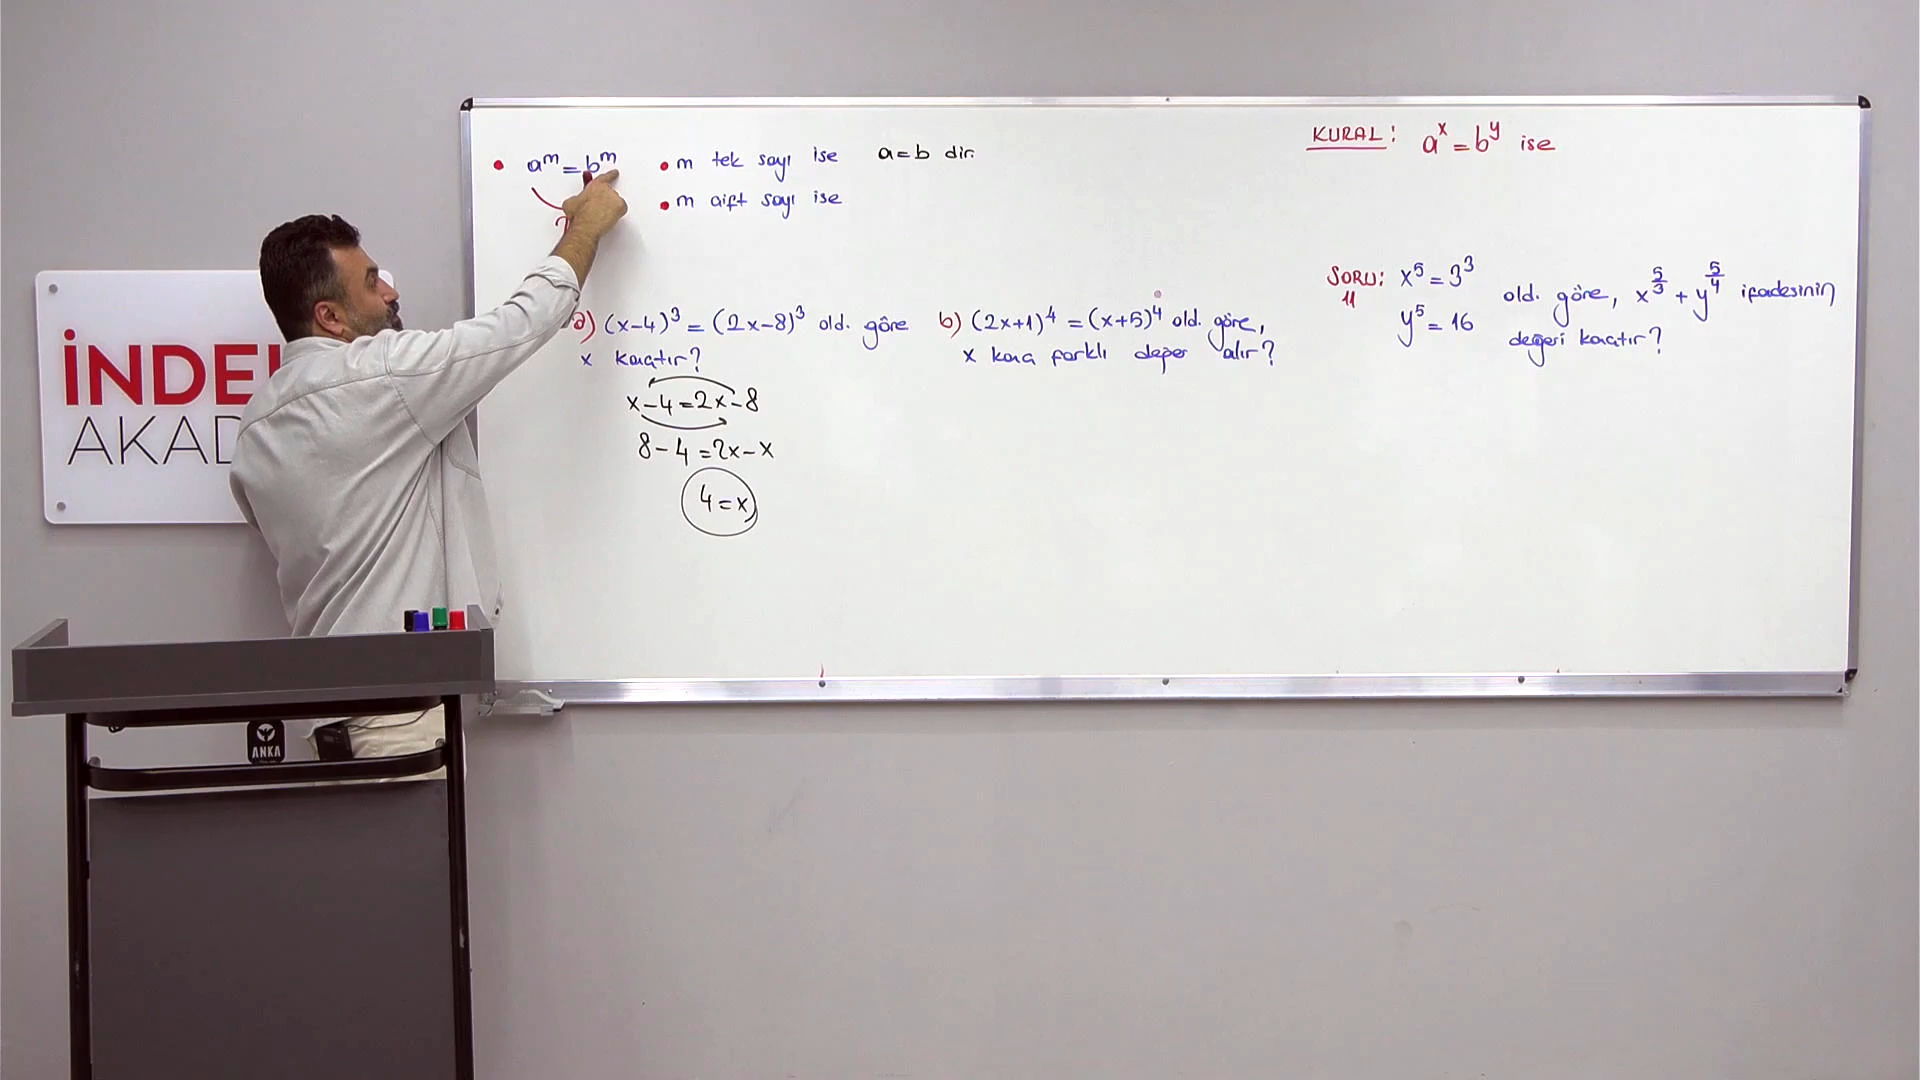 • aᵐ = bᵐ • m tek sayı ise a = b dir.
• m çift sayı ise
?
KURAL: aˣ = bʸ ise
a) (x-4)³ = (2x-8)³ old. göre
x kaçtır?
x-4=2x-8
8-4=2x-x
4=x
b) (2x+1)⁴ = (x+5)⁴ old. göre,
x kaç farklı değer alır?
SORU: x⁵ = 3³
11 y⁵ = 16
old. göre, x^(5/3) + y^(5/4) ifadesinin
değeri kaçtır?
İNDE
AKAD
ANKA